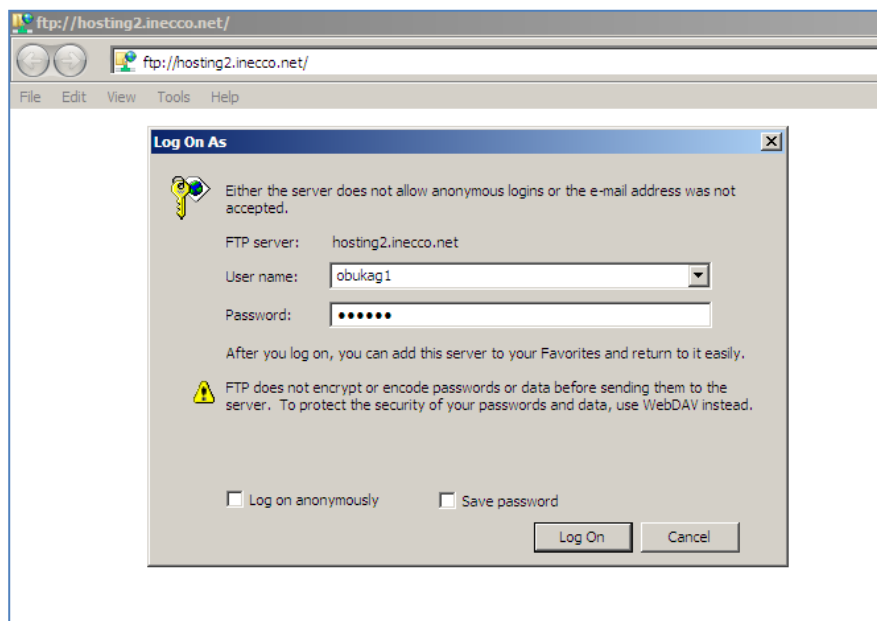 ftp://hosting2.inecco.net/
ftp://hosting2.inecco.net/
File Edit View Tools Help
Log On As
Either the server does not allow anonymous logins or the e-mail address was not
accepted.
FTP server: hosting2.inecco.net
User name: obukag1
Password: ••••••
After you log on, you can add this server to your Favorites and return to it easily.
FTP does not encrypt or encode passwords or data before sending them to the
server. To protect the security of your passwords and data, use WebDAV instead.
Log on anonymously Save password
Log On Cancel